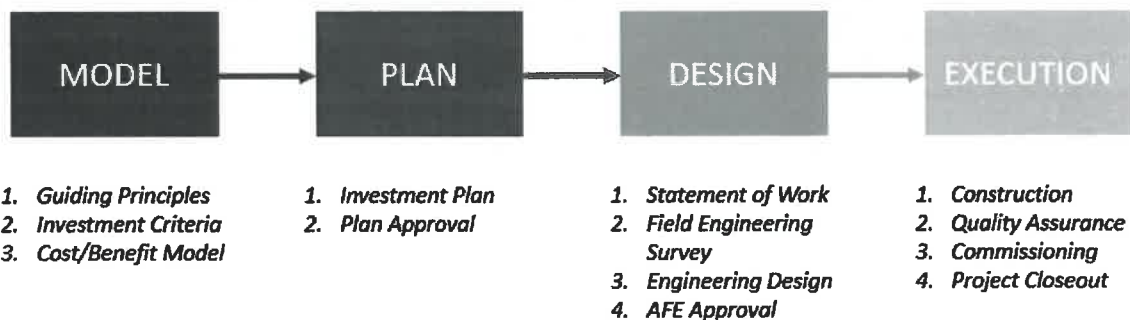 MODEL
PLAN
DESIGN
EXECUTION
1. Guiding Principles
2. Investment Criteria
3. Cost/Benefit Model
1. Investment Plan
2. Plan Approval
1. Statement of Work
2. Field Engineering
Survey
3. Engineering Design
4. AFE Approval
1. Construction
2. Quality Assurance
3. Commissioning
4. Project Closeout